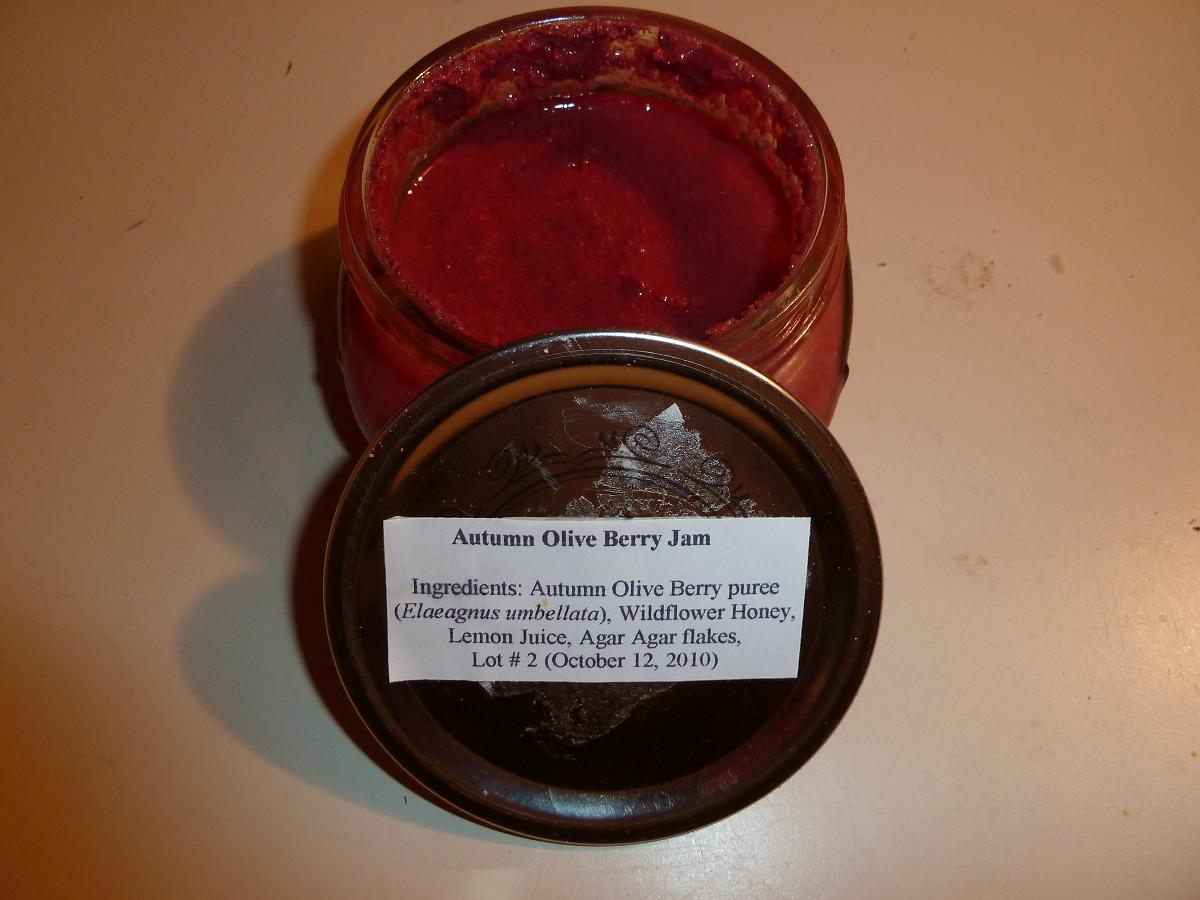 Autumn Olive Berry Jam
Ingredients: Autumn Olive Berry puree
(Elaeagnus umbellata), Wildflower Honey,
Lemon Juice, Agar Agar flakes,
Lot # 2 (October 12, 2010)